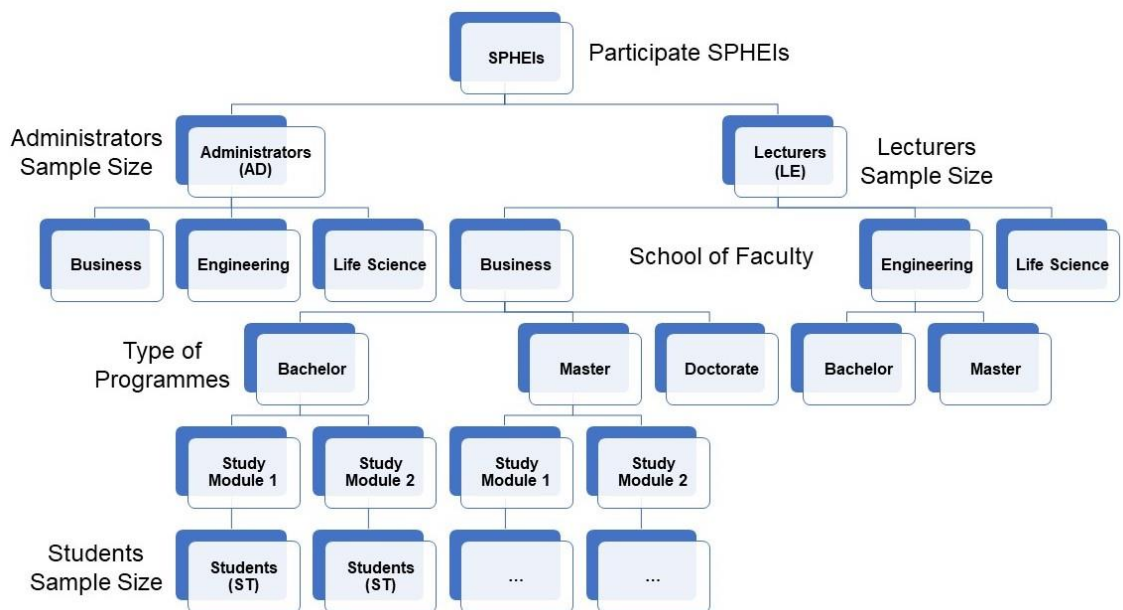 SPHEIs
Participate SPHEIs
Administrators
Sample Size
Administrators
(AD)
Lecturers
(LE)
Lecturers
Sample Size
Business
Engineering
Life Science
Business
School of Faculty
Engineering
Life Science
Type of
Programmes
Bachelor
Master
Doctorate
Bachelor
Master
Study
Module 1
Study
Module 2
Study
Module 1
Study
Module 2
Students
Sample Size
Students
(ST)
Students
(ST)
...
...